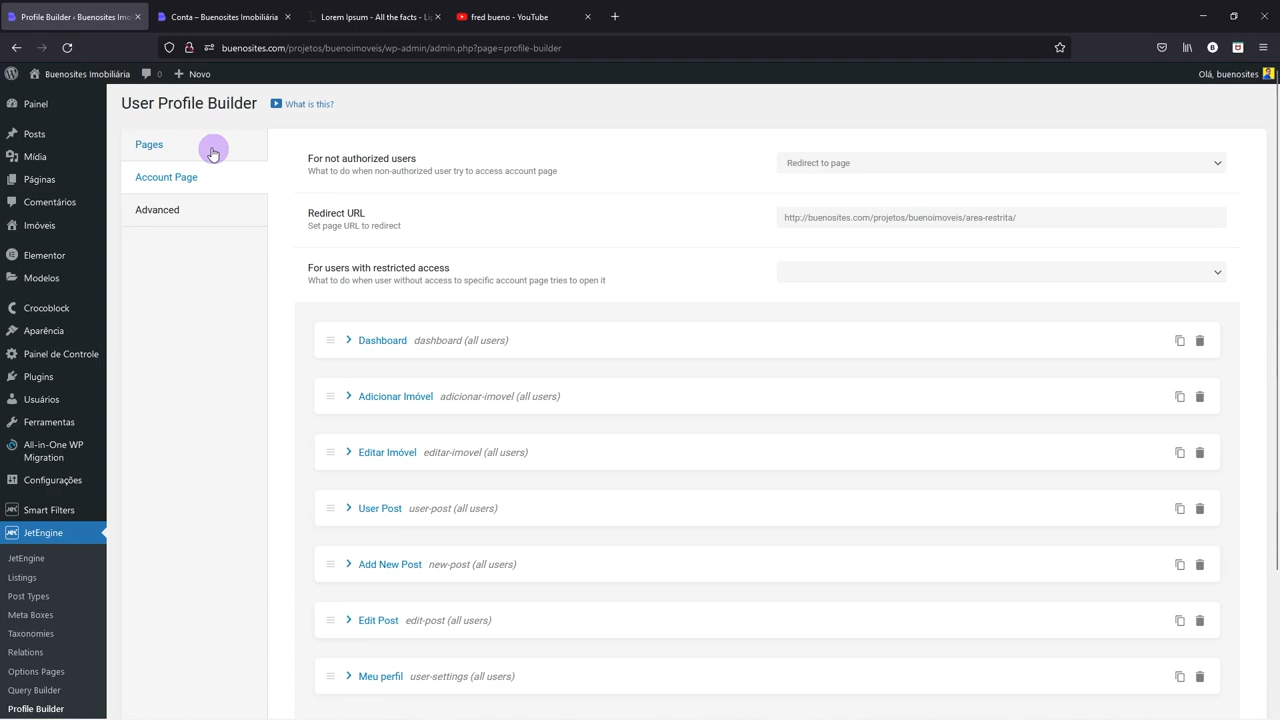 Profile Builder ‹ Buenosites Imo
Conta – Buenosites Imobiliária
Lorem Ipsum - All the facts - Li
fred bueno - YouTube
buenosites.com/projetos/buenoimoveis/wp-admin/admin.php?page=profile-builder
Buenosites Imobiliária
0
Novo
Olá, buenosites
Painel
Posts
Mídia
Páginas
Comentários
Imóveis
Elementor
Modelos
Crocoblock
Aparência
Painel de Controle
Plugins
Usuários
Ferramentas
All-in-One WP
Migration
Configurações
Smart Filters
JetEngine
JetEngine
Listings
Post Types
Meta Boxes
Taxonomies
Relations
Options Pages
Query Builder
Profile Builder
User Profile Builder
What is this?
Pages
Account Page
Advanced
For not authorized users
What to do when non-authorized user try to access account page
Redirect to page
Redirect URL
Set page URL to redirect
http://buenosites.com/projetos/buenoimoveis/area-restrita/
For users with restricted access
What to do when user without access to specific account page tries to open it
Dashboard dashboard (all users)
Adicionar Imóvel adicionar-imovel (all users)
Editar Imóvel editar-imovel (all users)
User Post user-post (all users)
Add New Post new-post (all users)
Edit Post edit-post (all users)
Meu perfil user-settings (all users)